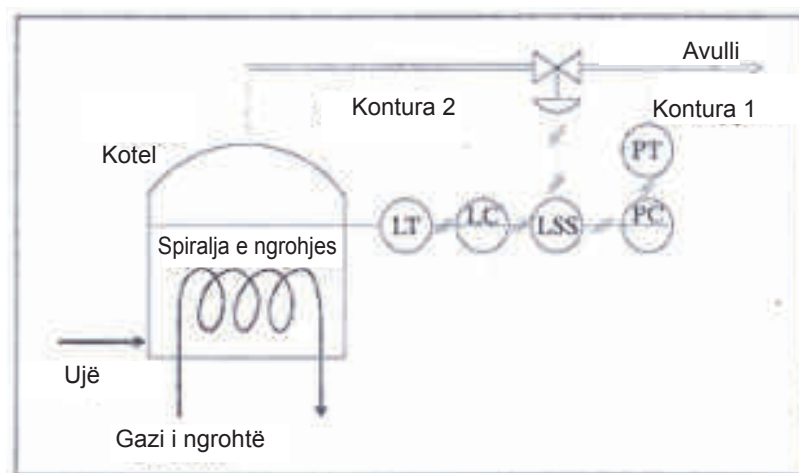 Avulli
Kontura 2
Kontura 1
Kotel
PT
LT
LC
LSS
PC
Spiralja e ngrohjes
Ujë
Gazi i ngrohtë